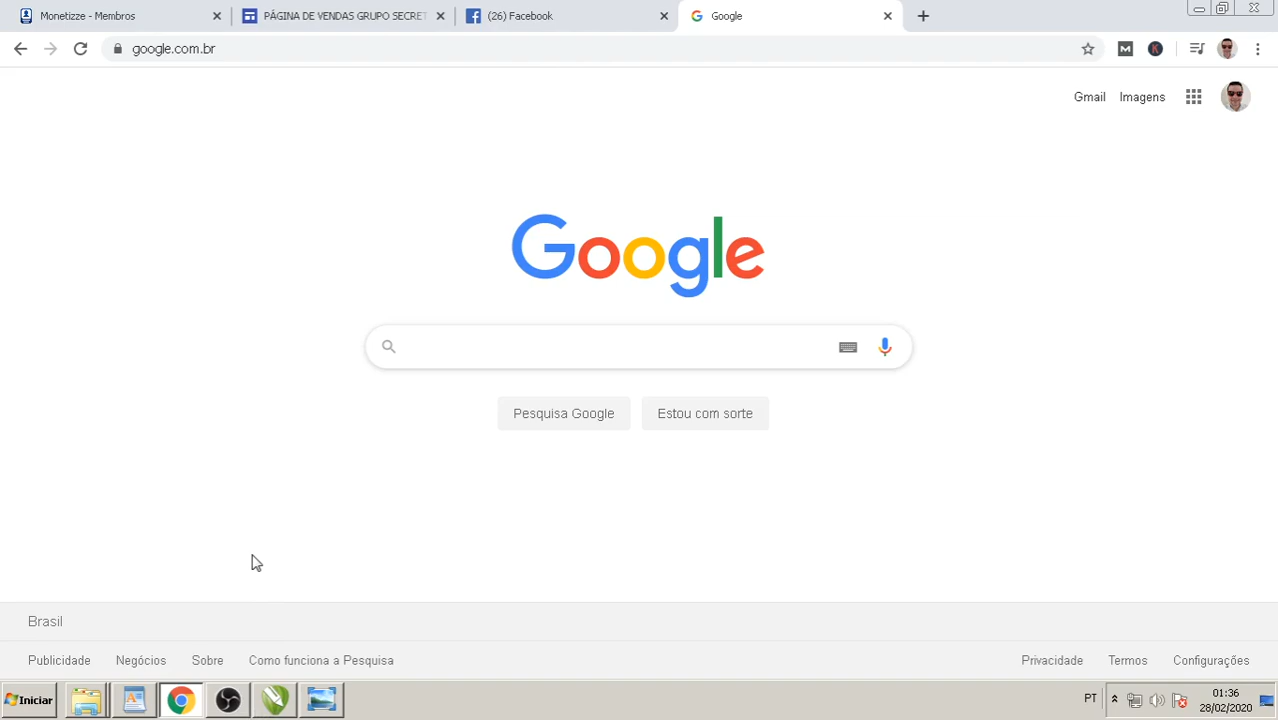 Monetizze - Membros
PÁGINA DE VENDAS GRUPO SECRET
(26) Facebook
Google
google.com.br
M
K
Gmail
Imagens
Google
Pesquisa Google
Estou com sorte
Brasil
Publicidade
Negócios
Sobre
Como funciona a Pesquisa
Privacidade
Termos
Configurações
Iniciar
PT
01:36
28/02/2020